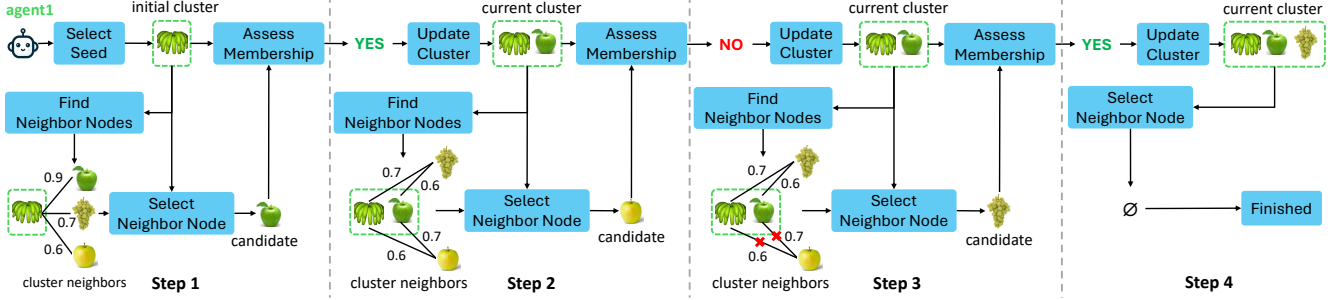 agent1
initial cluster
Select
Seed
Assess
Membership
Find
Neighbor Nodes
0.9
0.7
0.6
Select
Neighbor Node
candidate
cluster neighbors
Step 1
YES
Update
Cluster
current cluster
Assess
Membership
Find
Neighbor Nodes
0.7
0.6
0.7
0.6
Select
Neighbor Node
candidate
cluster neighbors
Step 2
NO
Update
Cluster
current cluster
Assess
Membership
Find
Neighbor Nodes
0.7
0.6
0.7
0.6
Select
Neighbor Node
candidate
cluster neighbors
Step 3
YES
Update
Cluster
current cluster
Select
Neighbor Node
∅
Finished
Step 4